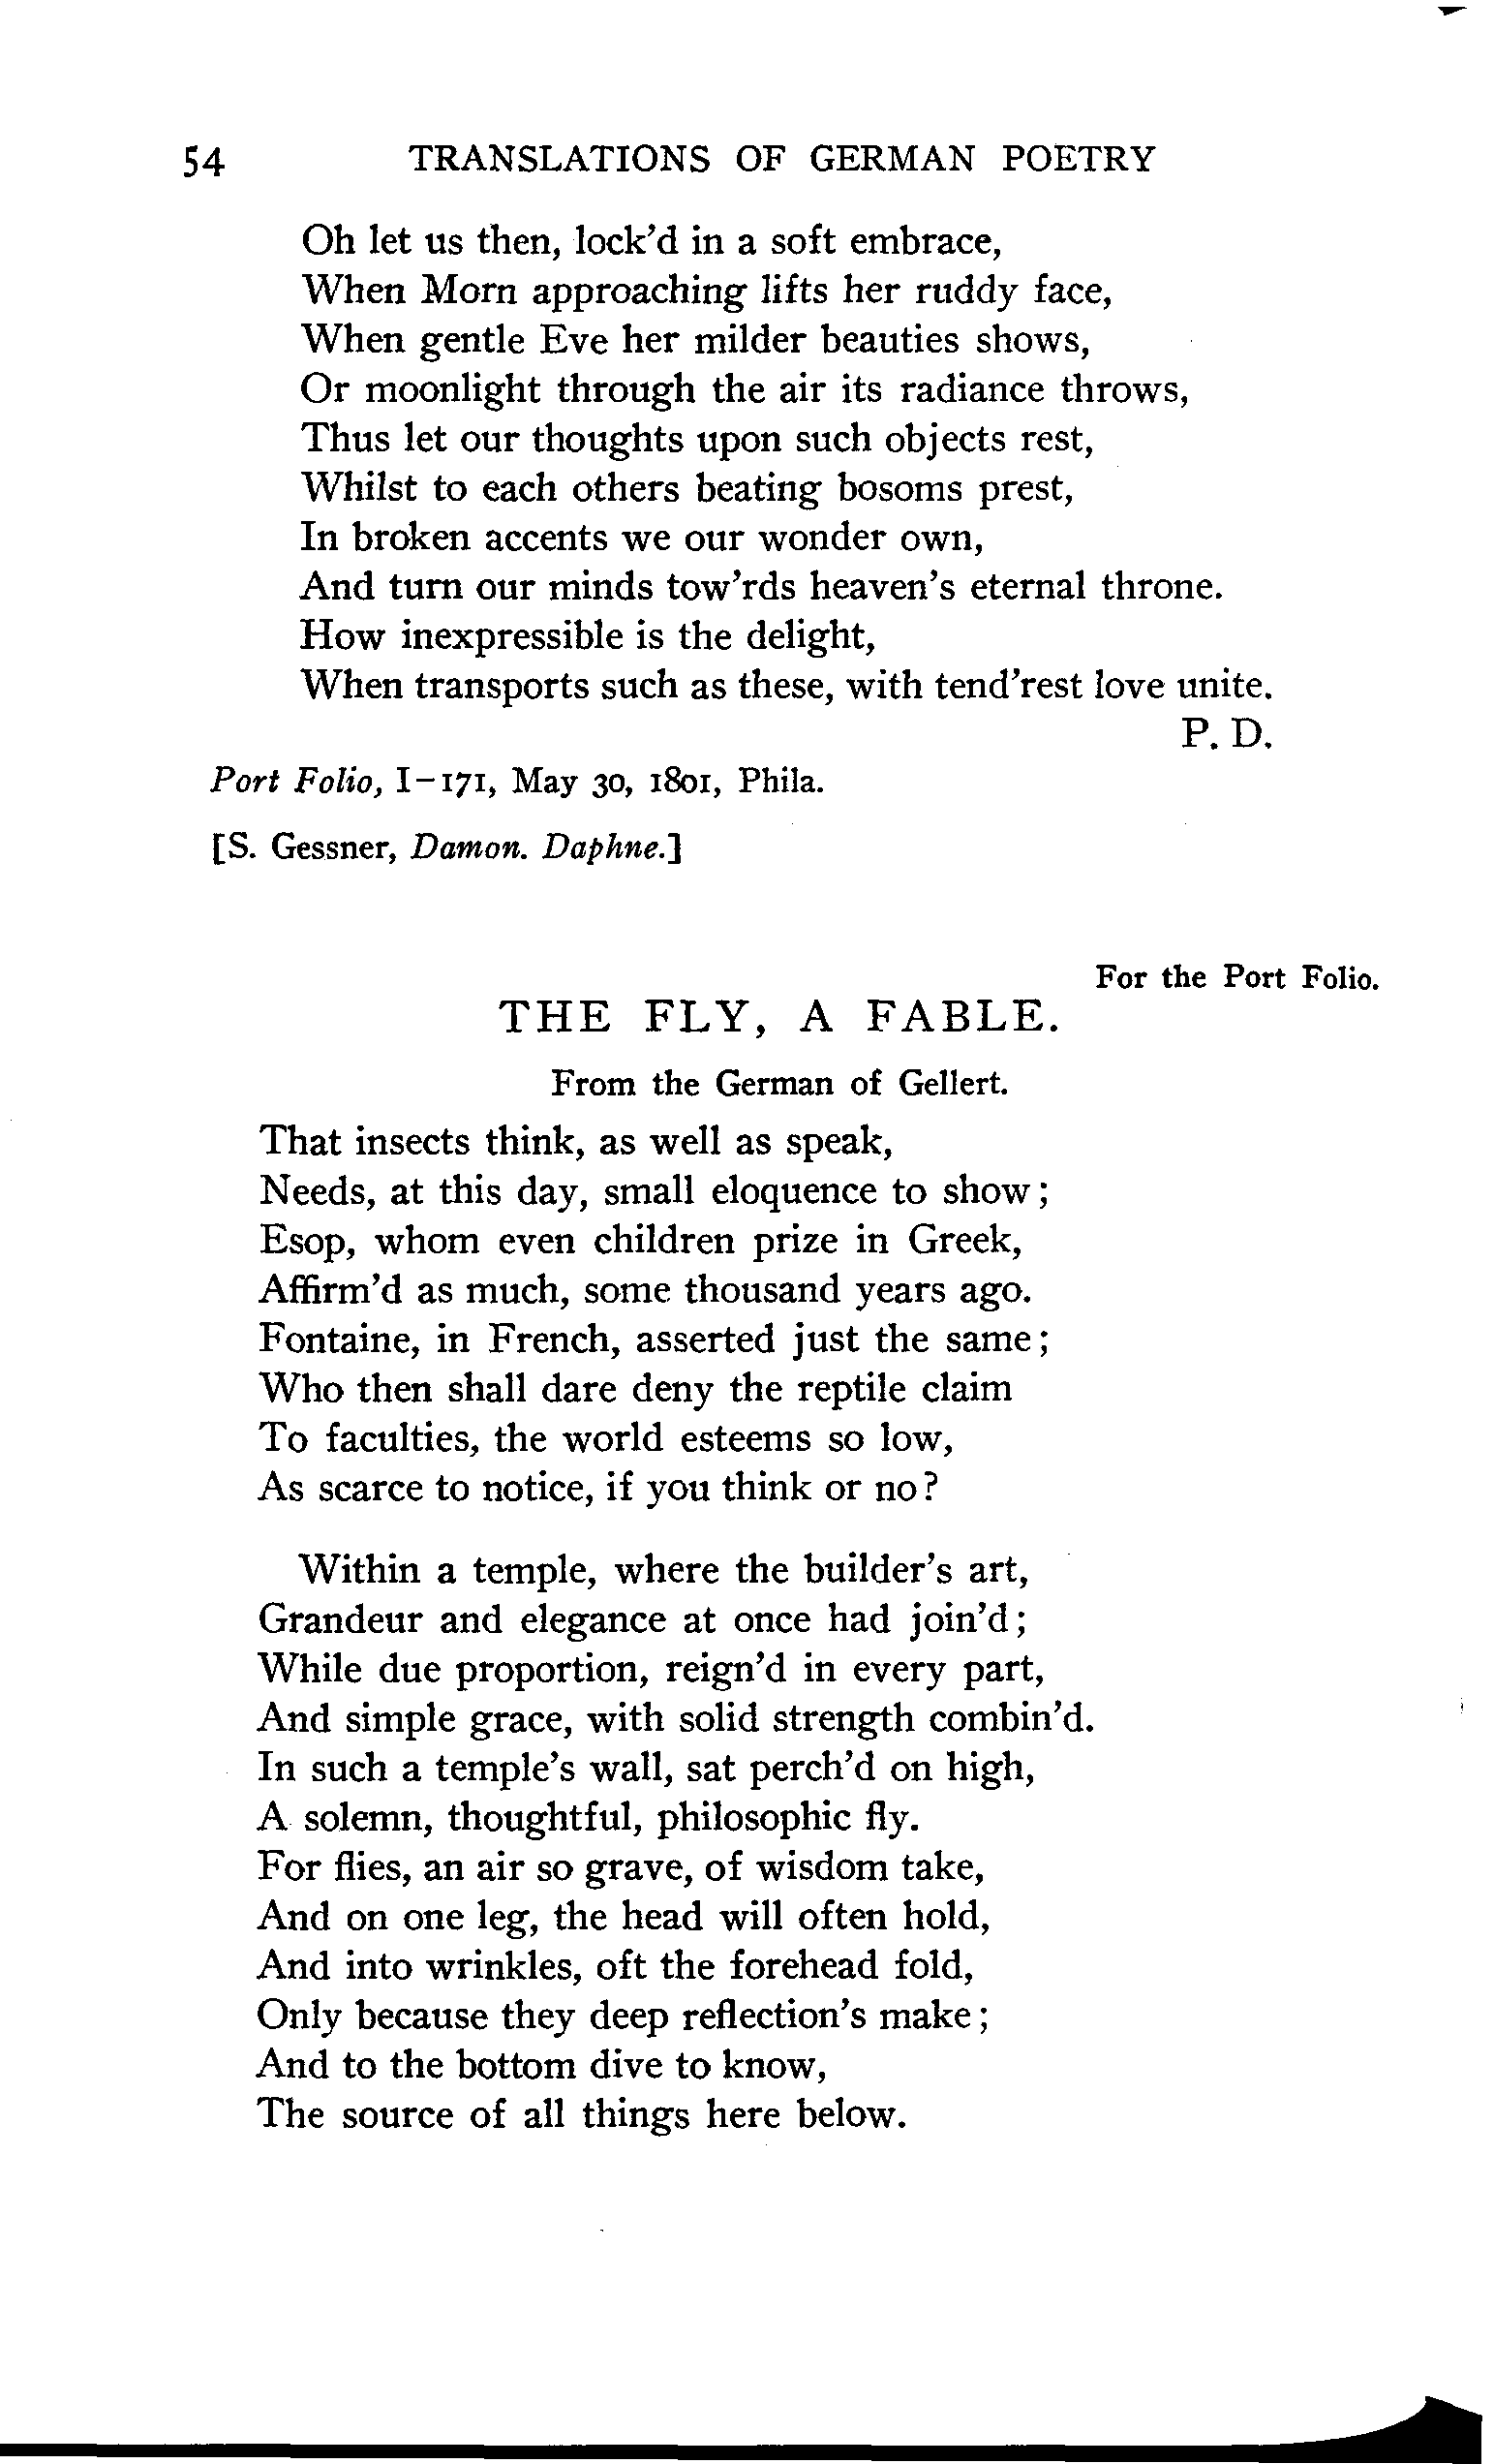 54 TRANSLATIONS OF GERMAN POETRY
Oh let us then, lock'd in a soft embrace,
When Morn approaching lifts her ruddy face,
When gentle Eve her milder beauties shows,
Or moonlight through the air its radiance throws,
Thus let our thoughts upon such objects rest,
Whilst to each others beating bosoms prest,
In broken accents we our wonder own,
And turn our minds tow'rds heaven's eternal throne.
How inexpressible is the delight,
When transports such as these, with tend'rest love unite.
P. D.
Port Folio, I-171, May 30, 1801, Phila.
[S. Gessner, Damon. Daphne.]
For the Port Folio.
THE FLY, A FABLE.
From the German of Gellert.
That insects think, as well as speak,
Needs, at this day, small eloquence to show;
Esop, whom even children prize in Greek,
Affirm'd as much, some thousand years ago.
Fontaine, in French, asserted just the same;
Who then shall dare deny the reptile claim
To faculties, the world esteems so low,
As scarce to notice, if you think or no?
Within a temple, where the builder's art,
Grandeur and elegance at once had join'd;
While due proportion, reign'd in every part,
And simple grace, with solid strength combin'd.
In such a temple's wall, sat perch'd on high,
A solemn, thoughtful, philosophic fly.
For flies, an air so grave, of wisdom take,
And on one leg, the head will often hold,
And into wrinkles, oft the forehead fold,
Only because they deep reflection's make;
And to the bottom dive to know,
The source of all things here below.